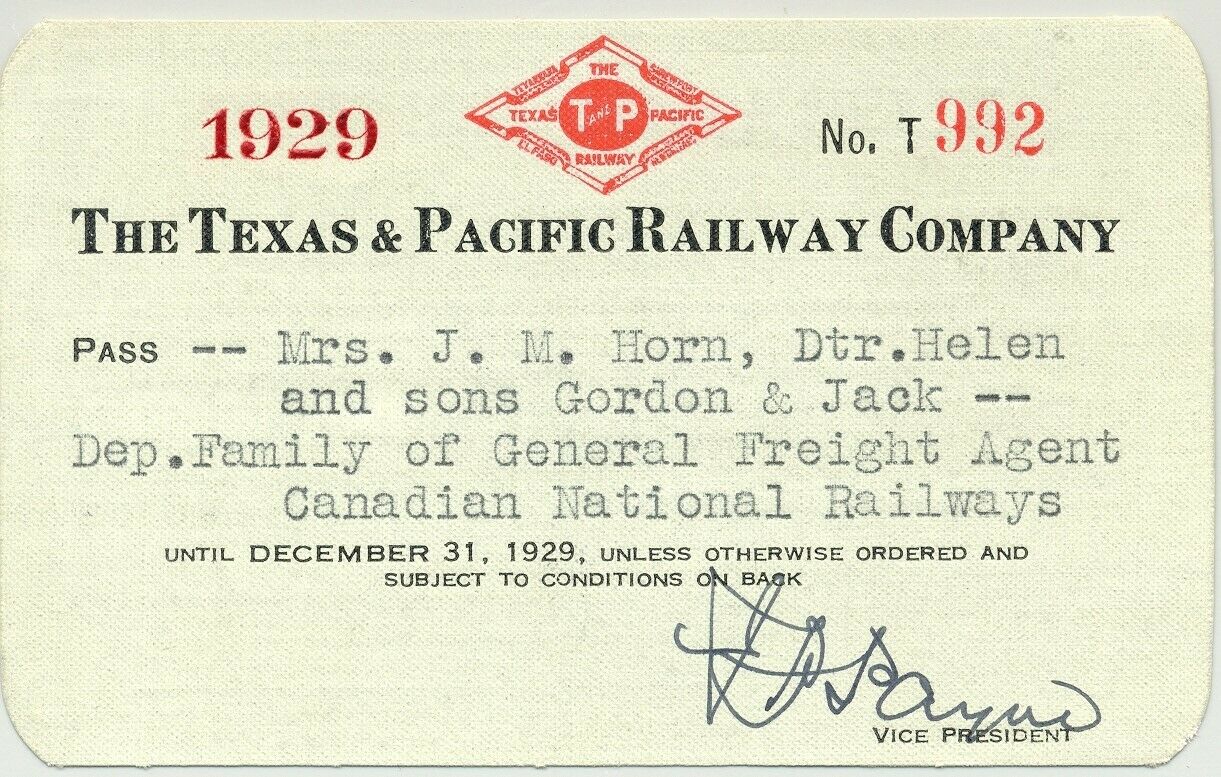 1929
THE
TEXAS T AND P PACIFIC
EL PASO
RAILWAY
No. T 992
THE TEXAS & PACIFIC RAILWAY COMPANY
PASS -- Mrs. J. M. Horn, Dtr.Helen
and sons Gordon & Jack --
Dep.Family of General Freight Agent
Canadian National Railways
UNTIL DECEMBER 31, 1929, UNLESS OTHERWISE ORDERED AND
SUBJECT TO CONDITIONS ON BACK
VICE PRESIDENT